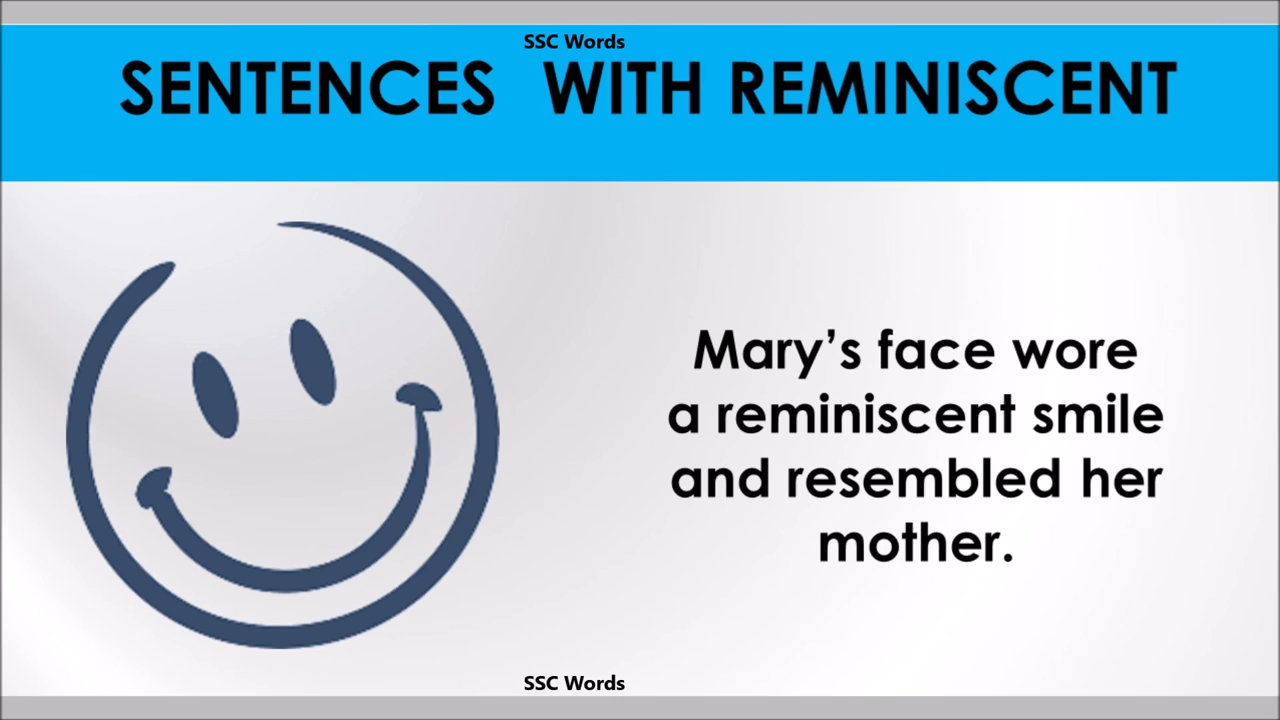 SSC Words
SENTENCES WITH REMINISCENT
Mary’s face wore
a reminiscent smile
and resembled her
mother.
SSC Words